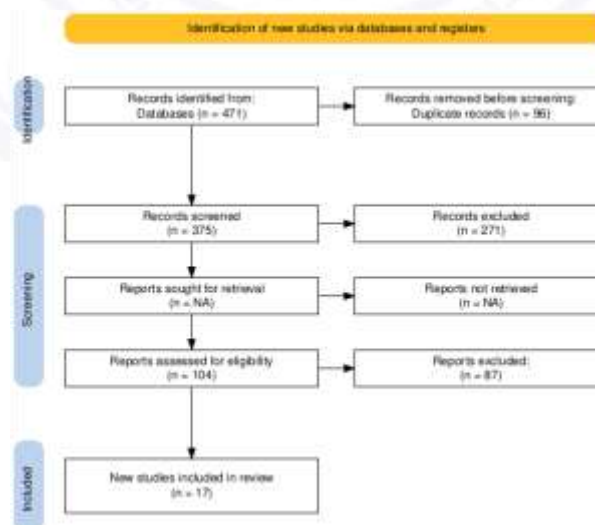 Identification of new studies via databases and registers
Identification
Records identified from:
Databases (n = 471)
Records removed before screening:
Duplicate records (n = 96)
Screening
Records screened
(n = 375)
Records excluded
(n = 271)
Reports sought for retrieval
(n = NA)
Reports not retrieved
(n = NA)
Reports assessed for eligibility
(n = 104)
Reports excluded:
(n = 87)
Included
New studies included in review
(n = 17)